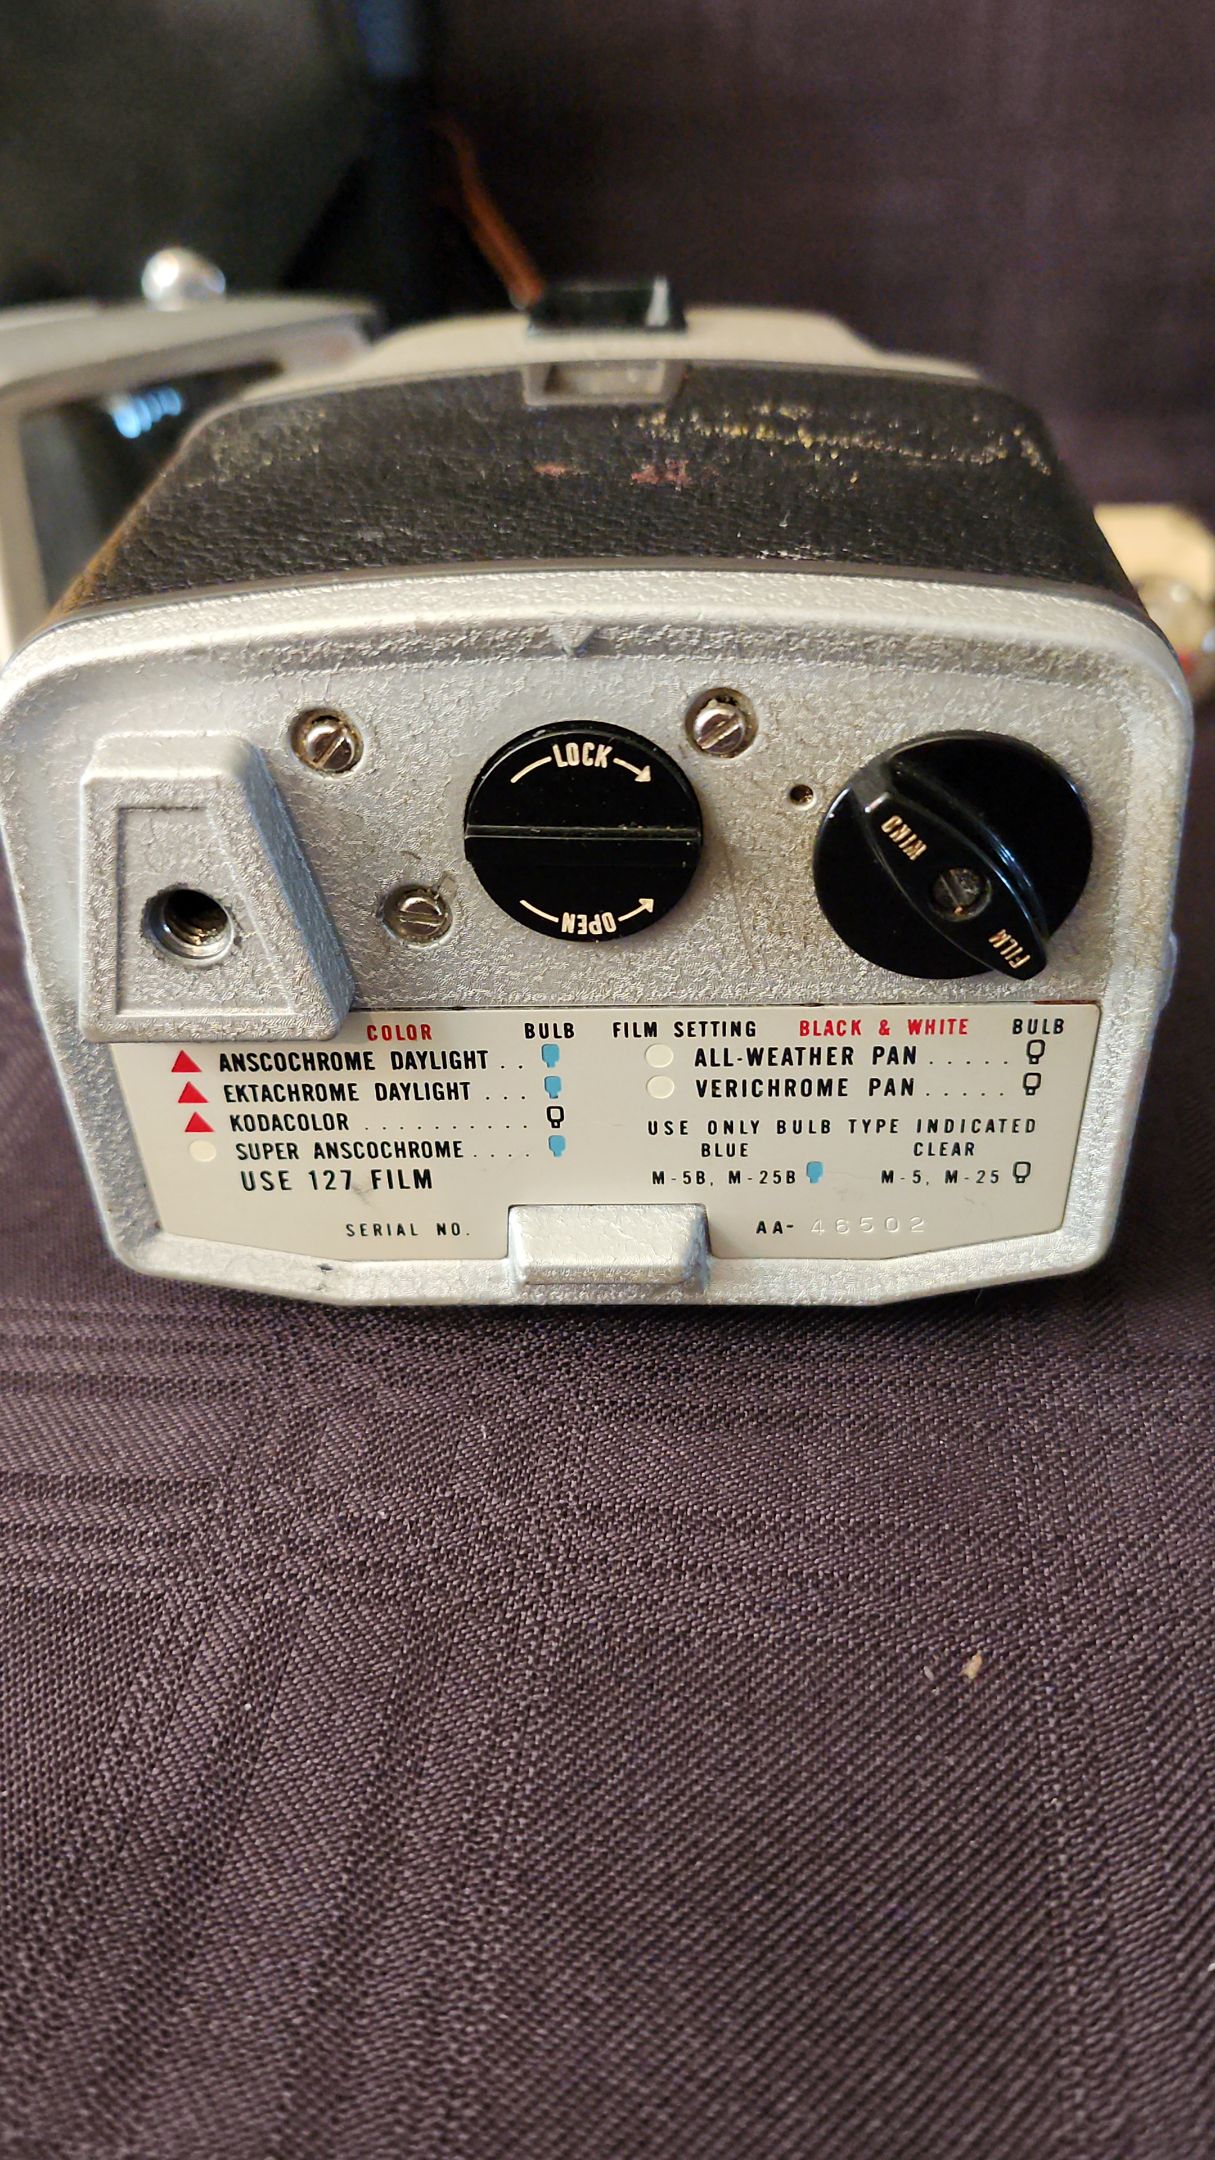 LOCK
OPEN
WIND
FILM
COLOR BULB FILM SETTING BLACK & WHITE BULB
ANSCOCHROME DAYLIGHT . . ALL-WEATHER PAN . . . . .
EKTACHROME DAYLIGHT . . . VERICHROME PAN . . . . .
KODACOLOR . . . . . . . . . .
SUPER ANSCOCHROME . . . .
USE 127 FILM
USE ONLY BULB TYPE INDICATED
BLUE CLEAR
M-5B, M-25B M-5, M-25
SERIAL NO. AA- 46502